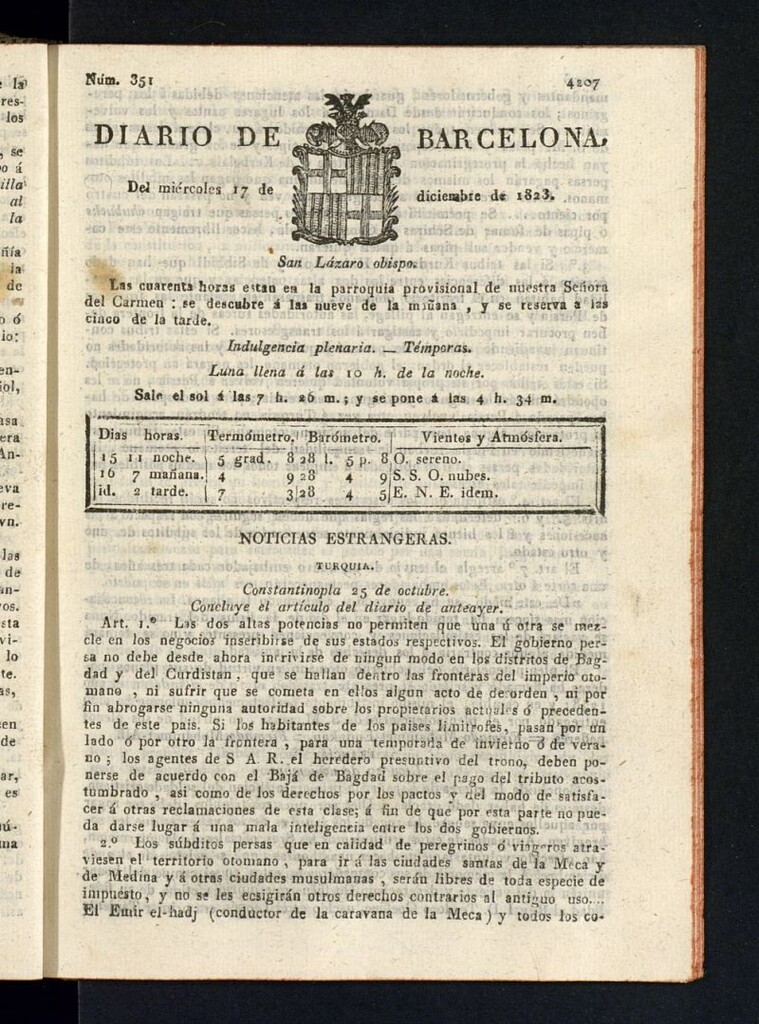 Núm. 351
4207
DIARIO DE BARCELONA,
Del miércoles 17 de diciembre de 1823.
San Lázaro obispo.
Las cuarenta horas estan en la parroquia provisional de nuestra Señora
del Carmen : se descubre á las nueve de la mañana , y se reserva á las
cinco de la tarde.
Indulgencia plenaria. — Témporas.
Luna llena á las 10 h. de la noche.
Sale el sol á las 7 h. 26 m. ; y se pone á las 4 h. 34 m.
Dias horas. Termómetro. Barómetro. Vientos y Atmósfera.
15 11 noche. 5 grad. 8 28 l. 5 p. 8 O. sereno.
16 7 mañana. 4 9 28 4 9 S. S. O. nubes.
id. 2 tarde. 7 3 28 4 5 E. N. E. idem.
NOTICIAS ESTRANGERAS.
TURQUIA.
Constantinopla 25 de octubre.
Concluye el artículo del diario de anteayer.
Art. 1.º Las dos altas potencias no permiten que una ú otra se mez-
cle en los negocios inseribirse de sus estados respectivos. El gobierno per-
sa no debe desde ahora incrivirse de ningun modo en los distritos de Bag-
dad y del Curdistan, que se hallan dentro las fronteras del imperio oto-
mano , ni sufrir que se cometa en ellos algun acto de de orden , ni por
fin abrogarse ninguna autoridad sobre los propietarios actuales ó preceden-
tes de este pais. Si los habitantes de los paises limítrofes, pasan por un
lado ó por otro la frontera , para una temporada de invierno ó de vera-
no ; los agentes de S A R. el heredero presuntivo del trono, deben po-
nerse de acuerdo con el Bajá de Bagdad sobre el pago del tributo acos-
tumbrado , asi como de los derechos por los pactos y del modo de satisfa-
cer á otras reclamaciones de esta clase; á fin de que por esta parte no pue-
da darse lugar á una mala inteligencia entre los dos gobiernos.
2.º Los súbditos persas que en calidad de peregrinos ó viageros atra-
viesen el territorio otomano , para ir á las ciudades santas de la Meca y
de Medina y á otras ciudades musulmanas , serán libres de toda especie de
impuesto, y no se les ecsigirán otros derechos contrarios al antiguo uso....
El Emir el-hadj (conductor de la caravana de la Meca) y todos los co-